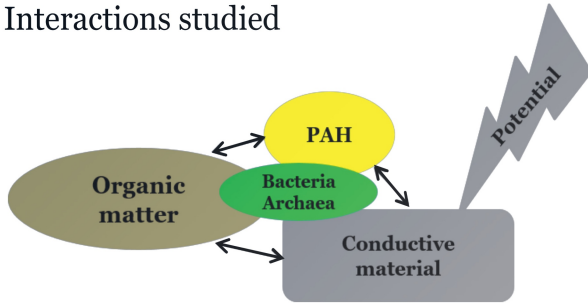 Interactions studied
Potential
PAH
Organic
matter
Bacteria
Archaea
Conductive
material